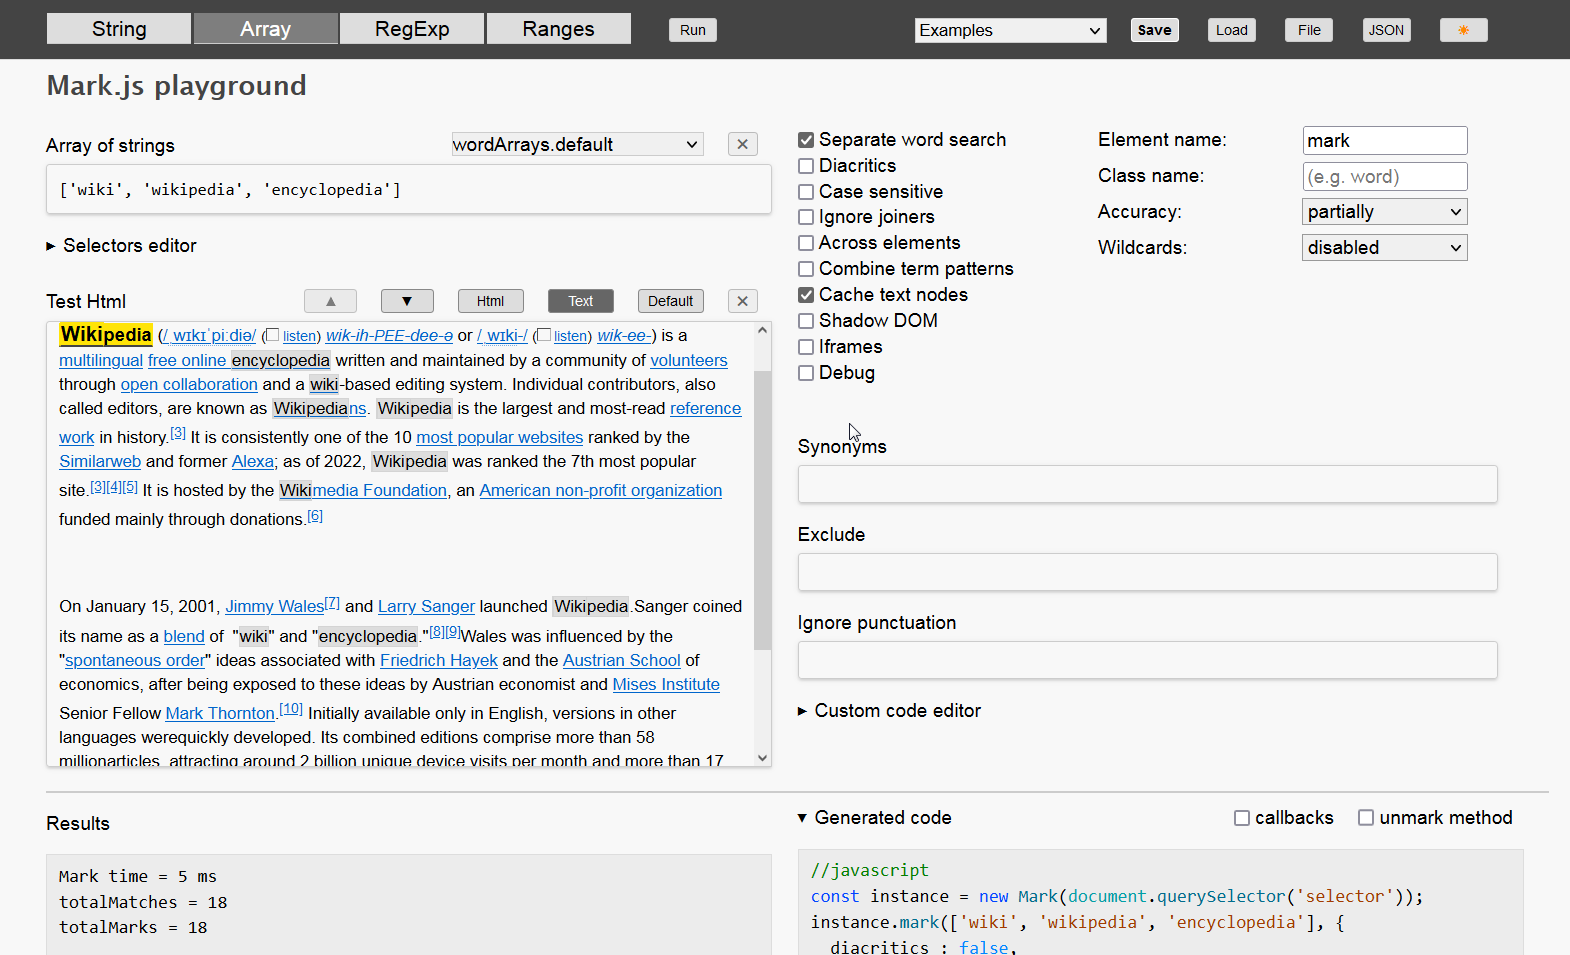 String Array RegExp Ranges Run Examples Save Load File JSON
Mark.js playground
Array of strings wordArrays.default ✕
['wiki', 'wikipedia', 'encyclopedia']
▸ Selectors editor
Test Html ▲ ▼ Html Text Default ✕
Wikipedia (/ˌwɪkɪˈpiːdiə/ (listen) wik-ih-PEE-dee-ə or /ˌwɪki-/ (listen) wik-ee-) is a
multilingual free online encyclopedia written and maintained by a community of volunteers
through open collaboration and a wiki-based editing system. Individual contributors, also
called editors, are known as Wikipedians. Wikipedia is the largest and most-read reference
work in history.[3] It is consistently one of the 10 most popular websites ranked by the
Similarweb and former Alexa; as of 2022, Wikipedia was ranked the 7th most popular
site.[3][4][5] It is hosted by the Wikimedia Foundation, an American non-profit organization
funded mainly through donations.[6]
On January 15, 2001, Jimmy Wales[7] and Larry Sanger launched Wikipedia.Sanger coined
its name as a blend of "wiki" and "encyclopedia."[8][9]Wales was influenced by the
"spontaneous order" ideas associated with Friedrich Hayek and the Austrian School of
economics, after being exposed to these ideas by Austrian economist and Mises Institute
Senior Fellow Mark Thornton.[10] Initially available only in English, versions in other
languages werequickly developed. Its combined editions comprise more than 58
millionarticles, attracting around 2 billion unique device visits per month and more than 17
Separate word search
Diacritics
Case sensitive
Ignore joiners
Across elements
Combine term patterns
Cache text nodes
Shadow DOM
Iframes
Debug
Element name: mark
Class name: (e.g. word)
Accuracy: partially
Wildcards: disabled
Synonyms
Exclude
Ignore punctuation
▸ Custom code editor
Results
Mark time = 5 ms
totalMatches = 18
totalMarks = 18
▾ Generated code callbacks unmark method
//javascript
const instance = new Mark(document.querySelector('selector'));
instance.mark(['wiki', 'wikipedia', 'encyclopedia'], {
diacritics : false,